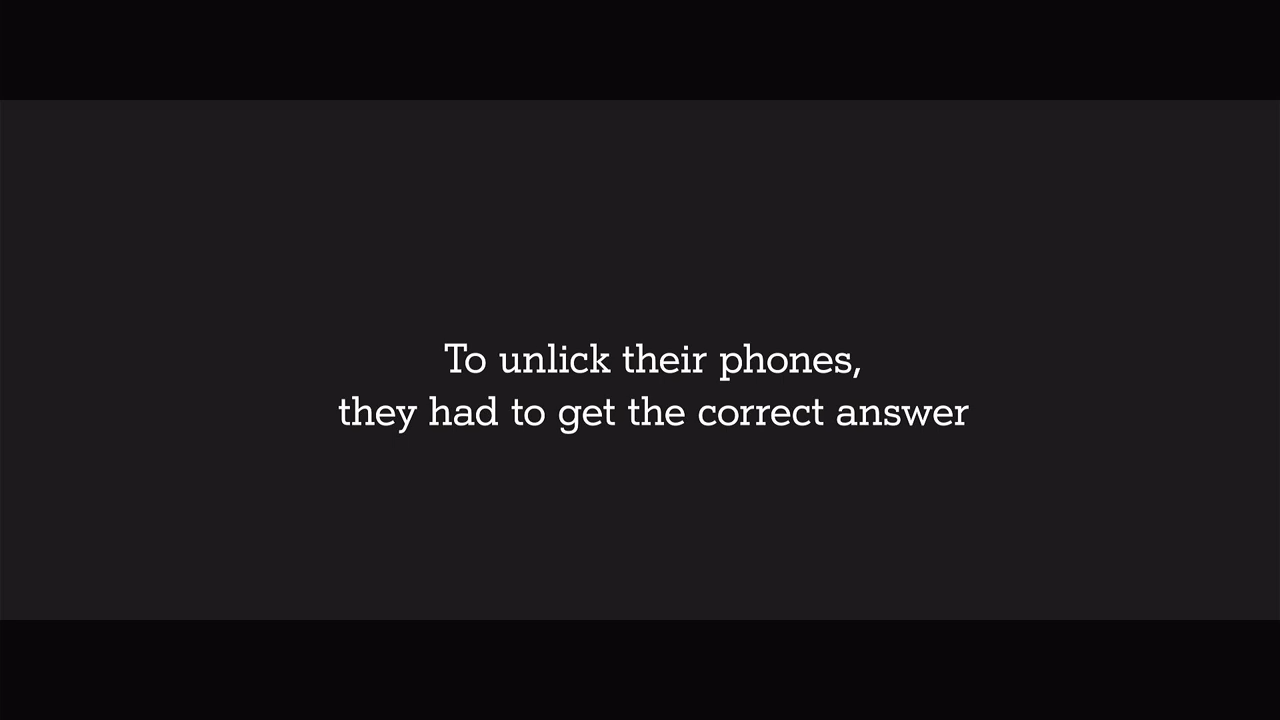 To unlick their phones,
they had to get the correct answer